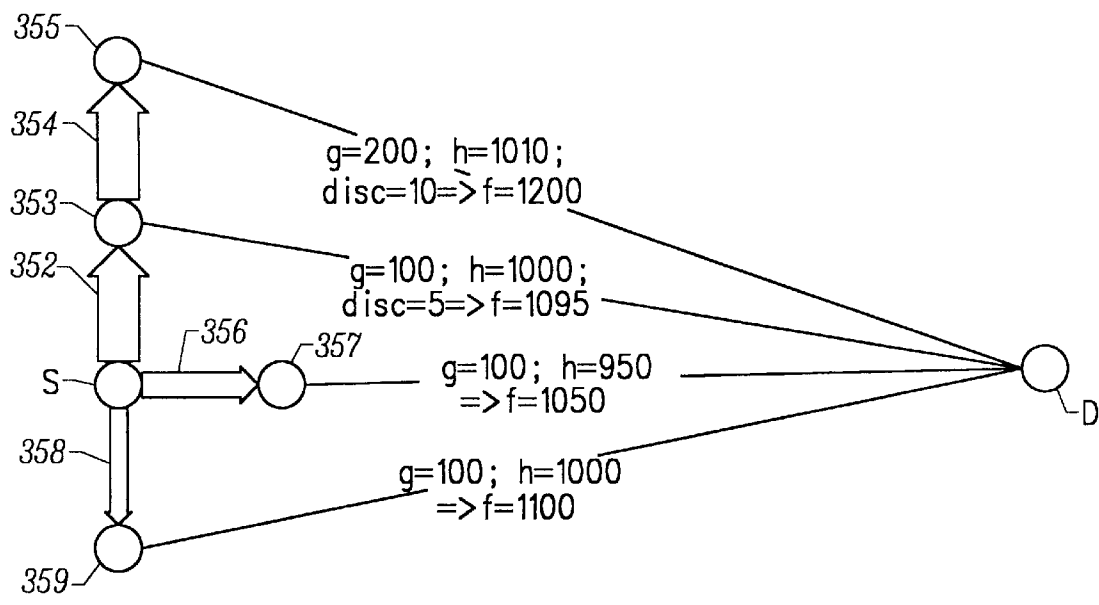 355
354
g=200; h=1010;
disc=10=>f=1200
353
352
g=100; h=1000;
disc=5=>f=1095
356
357
S
g=100; h=950
=>f=1050
D
358
g=100; h=1000
=>f=1100
359